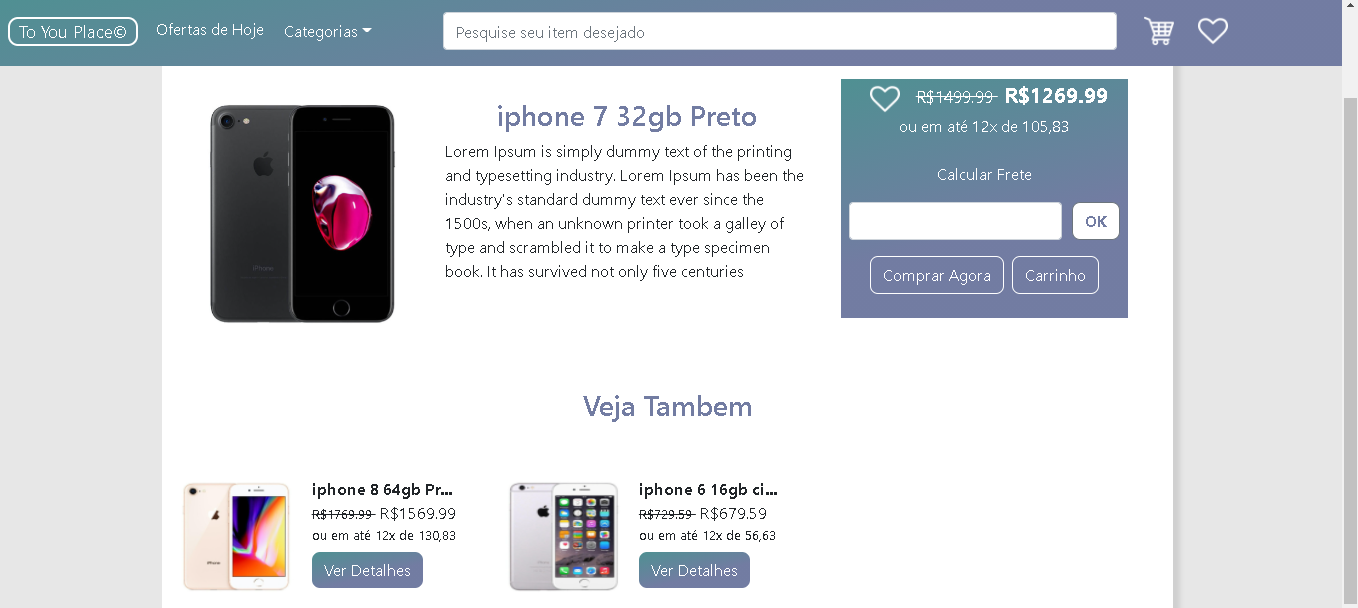 To You Place©
Ofertas de Hoje
Categorias
Pesquise seu item desejado
iphone 7 32gb Preto
Lorem Ipsum is simply dummy text of the printing
and typesetting industry. Lorem Ipsum has been the
industry's standard dummy text ever since the
1500s, when an unknown printer took a galley of
type and scrambled it to make a type specimen
book. It has survived not only five centuries
R$1499.99 R$1269.99
ou em até 12x de 105,83
Calcular Frete
OK
Comprar Agora
Carrinho
Veja Tambem
iphone 8 64gb Pr...
R$1769.99 R$1569.99
ou em até 12x de 130,83
Ver Detalhes
iphone 6 16gb ci...
R$729.59 R$679.59
ou em até 12x de 56,63
Ver Detalhes